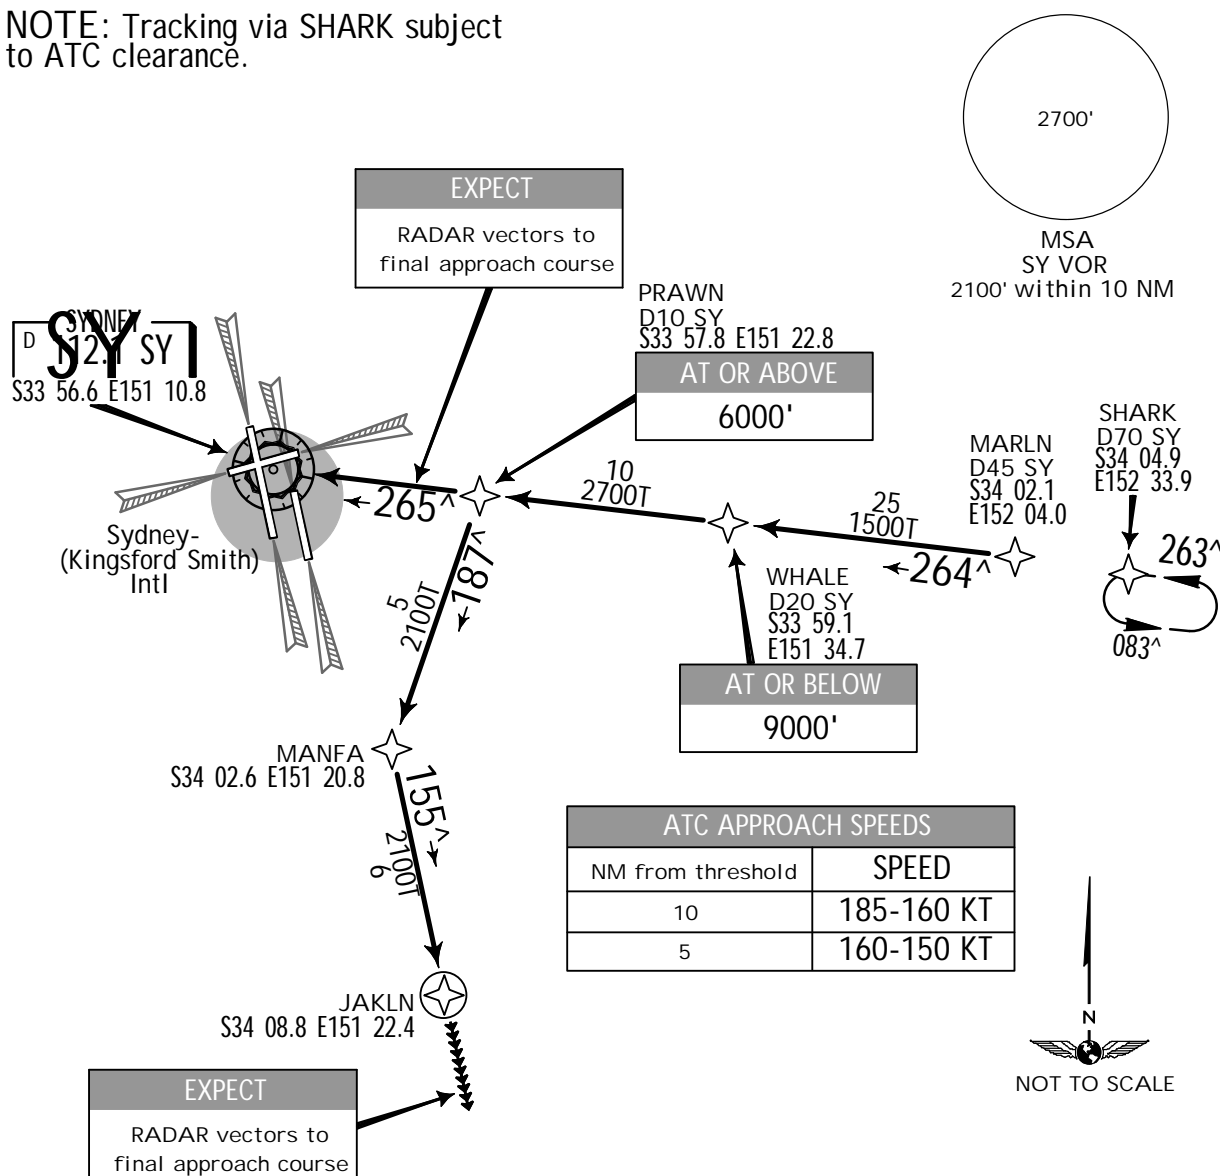 NOTE: Tracking via SHARK subject
to ATC clearance.
2700'
MSA
SY VOR
2100' within 10 NM
EXPECT
RADAR vectors to
final approach course
PRAWN
D10 SY
S33 57.8 E151 22.8
AT OR ABOVE
6000'
SYDNEY
D 112.1 SY
SY
S33 56.6 E151 10.8
SHARK
D70 SY
S34 04.9
E152 33.9
MARLN
D45 SY
S34 02.1
E152 04.0
10
2700T
25
1500T
265^
264^
263^
083^
Sydney-
(Kingsford Smith)
Intl
187^
5
2100T
WHALE
D20 SY
S33 59.1
E151 34.7
AT OR BELOW
9000'
MANFA
S34 02.6 E151 20.8
155^
2100T
6
ATC APPROACH SPEEDS
NM from threshold SPEED
10 185-160 KT
5 160-150 KT
JAKLN
S34 08.8 E151 22.4
N
NOT TO SCALE
EXPECT
RADAR vectors to
final approach course